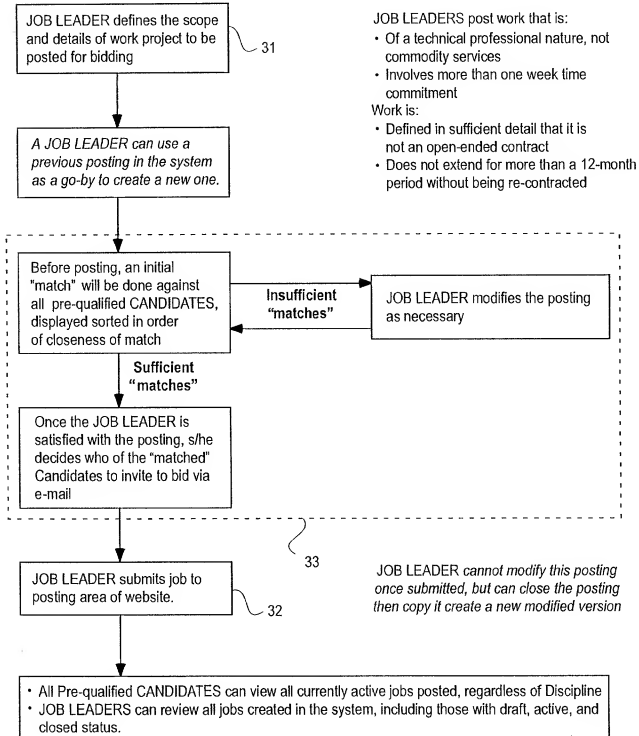 JOB LEADER defines the scope
and details of work project to be
posted for bidding
31
JOB LEADERS post work that is:
• Of a technical professional nature, not
commodity services
• Involves more than one week time
commitment
Work is:
• Defined in sufficient detail that it is
not an open-ended contract
• Does not extend for more than a 12-month
period without being re-contracted
A JOB LEADER can use a
previous posting in the system
as a go-by to create a new one.
Before posting, an initial
"match" will be done against
all pre-qualified CANDIDATES,
displayed sorted in order
of closeness of match
Insufficient
“matches”
JOB LEADER modifies the posting
as necessary
Sufficient
“matches”
Once the JOB LEADER is
satisfied with the posting, s/he
decides who of the “matched”
Candidates to invite to bid via
e-mail
33
JOB LEADER submits job to
posting area of website.
32
JOB LEADER cannot modify this posting
once submitted, but can close the posting
then copy it create a new modified version
• All Pre-qualified CANDIDATES can view all currently active jobs posted, regardless of Discipline
• JOB LEADERS can review all jobs created in the system, including those with draft, active, and
closed status.